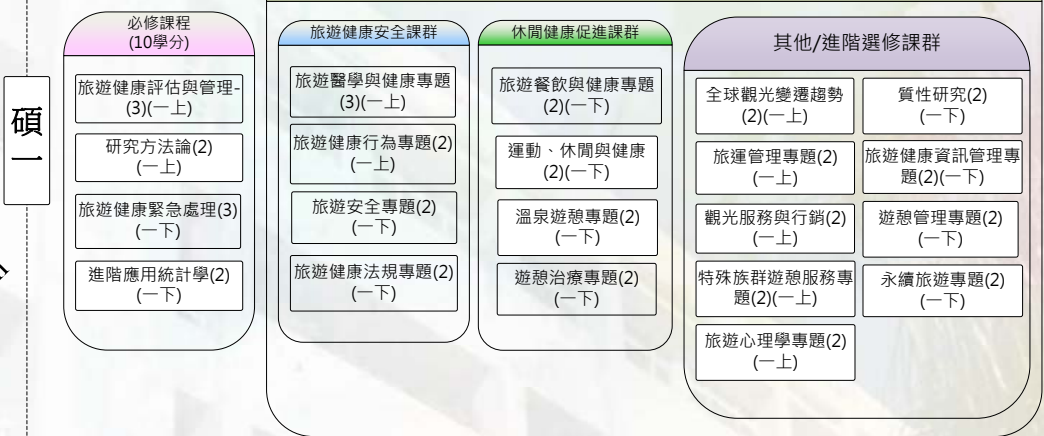 碩一
必修課程
(10學分)
旅遊健康評估與管理-
(3)(一上)
研究方法論(2)
(一上)
旅遊健康緊急處理(3)
(一下)
進階應用統計學(2)
(一下)
旅遊健康安全課群
旅遊醫學與健康專題
(3)(一上)
旅遊健康行為專題(2)
(一上)
旅遊安全專題(2)
(一下)
旅遊健康法規專題(2)
(一下)
休閒健康促進課群
旅遊餐飲與健康專題
(2)(一下)
運動、休閒與健康
(2)(一下)
溫泉遊憩專題(2)
(一下)
遊憩治療專題(2)
(一下)
其他/進階選修課群
全球觀光變遷趨勢
(2)(一上)
旅運管理專題(2)
(一上)
觀光服務與行銷(2)
(一上)
特殊族群遊憩服務專
題(2)(一上)
旅遊心理學專題(2)
(一上)
質性研究(2)
(一下)
旅遊健康資訊管理專
題(2)(一下)
遊憩管理專題(2)
(一下)
永續旅遊專題(2)
(一下)